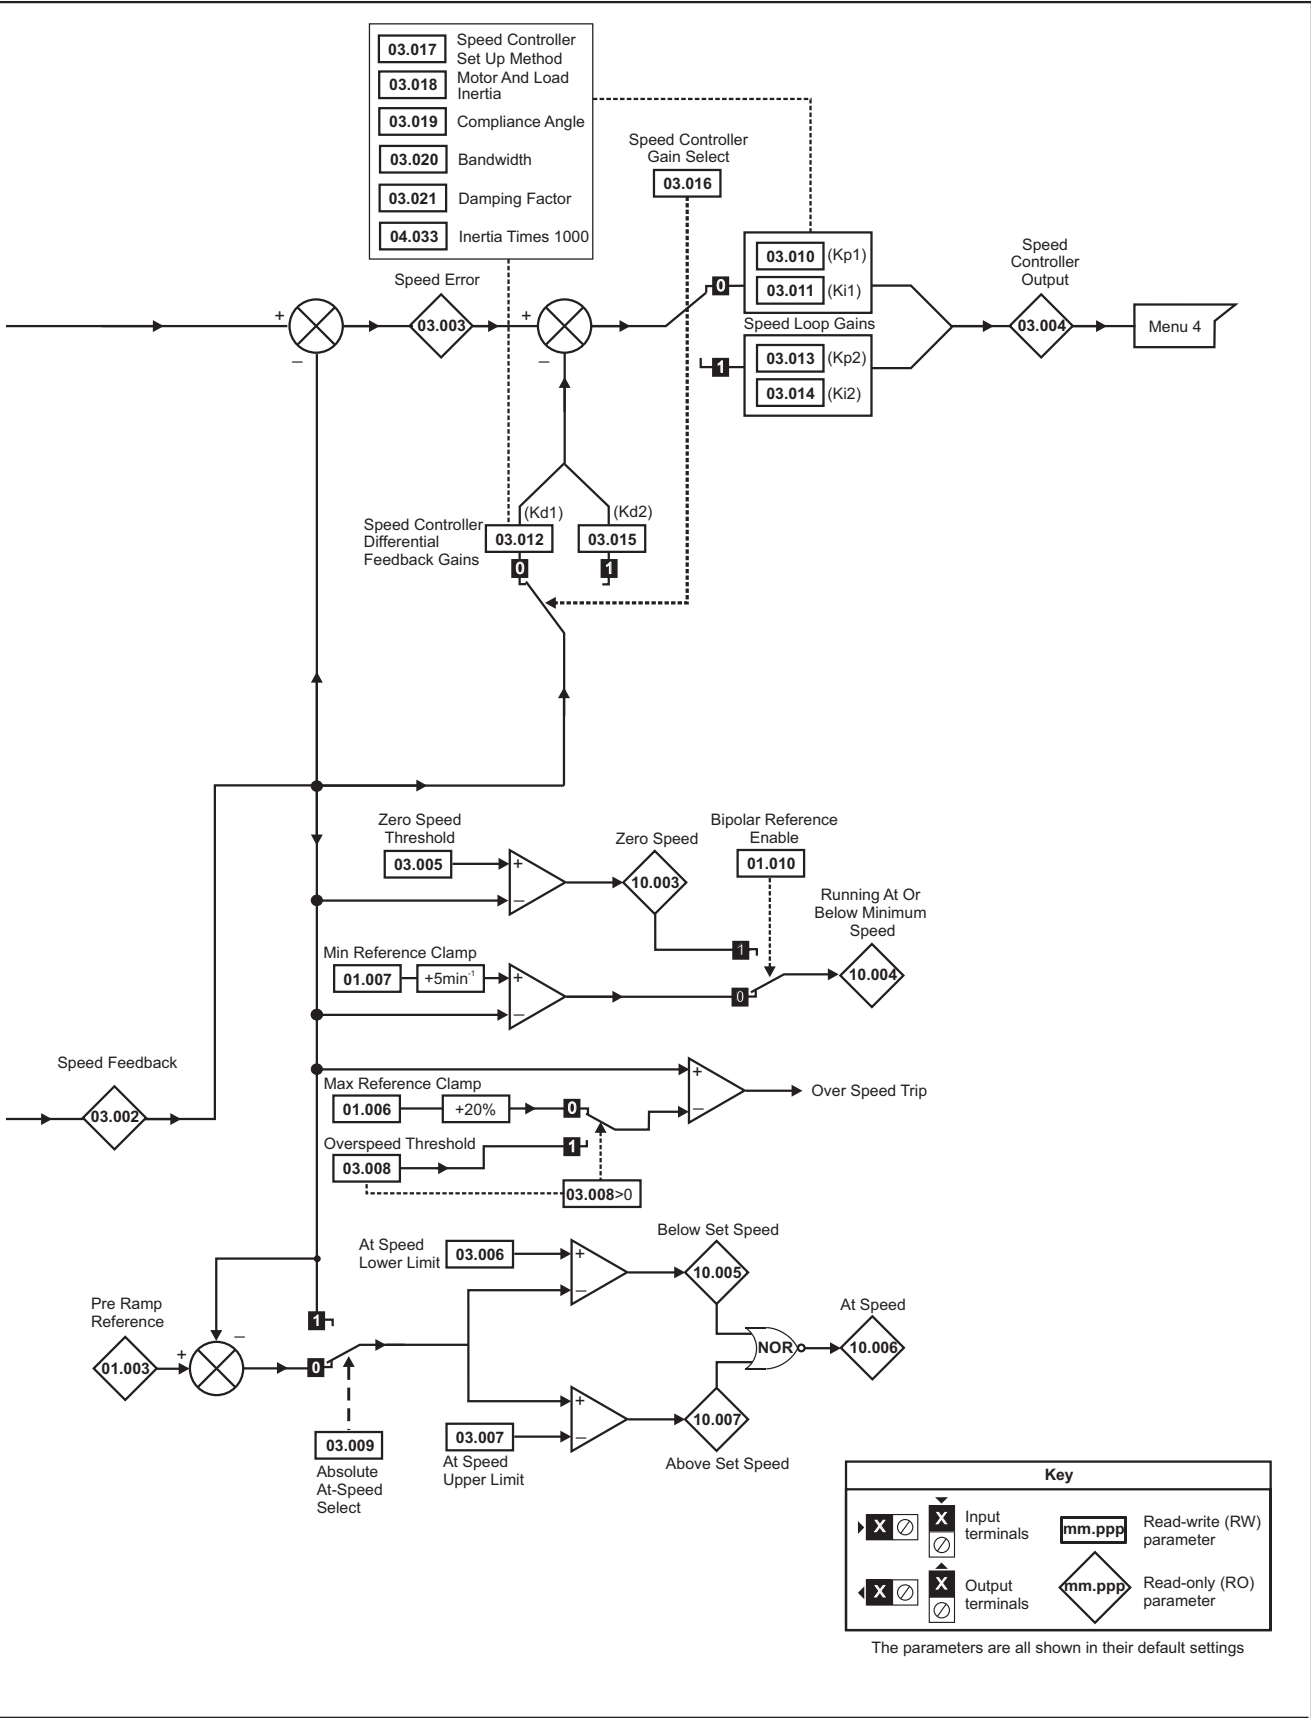 03.017 Speed Controller
Set Up Method
03.018 Motor And Load
Inertia
03.019 Compliance Angle
03.020 Bandwidth
03.021 Damping Factor
04.033 Inertia Times 1000
Speed Controller
Gain Select
03.016
Speed Error
+
03.003
–
+
–
0
03.010 (Kp1)
03.011 (Ki1)
Speed Loop Gains
1
03.013 (Kp2)
03.014 (Ki2)
Speed
Controller
Output
03.004
Menu 4
(Kd1)
(Kd2)
Speed Controller
Differential
Feedback Gains
03.012
03.015
0
1
Zero Speed
Threshold
03.005
+
–
Zero Speed
10.003
Bipolar Reference
Enable
01.010
Running At Or
Below Minimum
Speed
1
10.004
Min Reference Clamp
01.007
+5min-1
+
–
0
Speed Feedback
03.002
Max Reference Clamp
01.006
+20%
0
+
–
Over Speed Trip
Overspeed Threshold
03.008
1
03.008>0
At Speed
Lower Limit
03.006
+
–
Below Set Speed
10.005
Pre Ramp
Reference
01.003
+
–
1
0
NOR
At Speed
10.006
03.009
Absolute
At-Speed
Select
03.007
At Speed
Upper Limit
+
–
10.007
Above Set Speed
Key
X
X
Input
terminals
mm.ppp
Read-write (RW)
parameter
X
X
Output
terminals
mm.ppp
Read-only (RO)
parameter
The parameters are all shown in their default settings